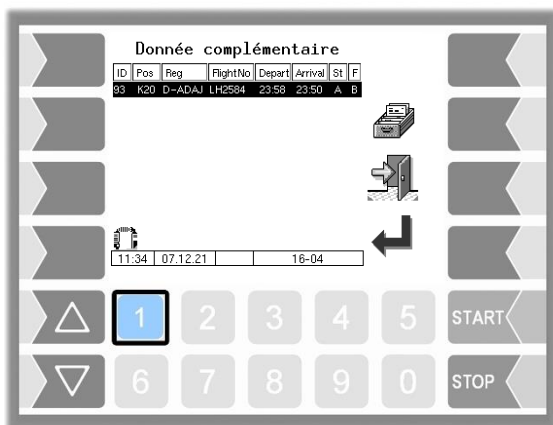 Donnée complémentaire
ID Pos Reg FlightNo Depart Arrival St F
93 K20 D-ADAJ LH2584 23:58 23:50 A B
11:34 07.12.21 16-04
1 2 3 4 5 START
6 7 8 9 0 STOP